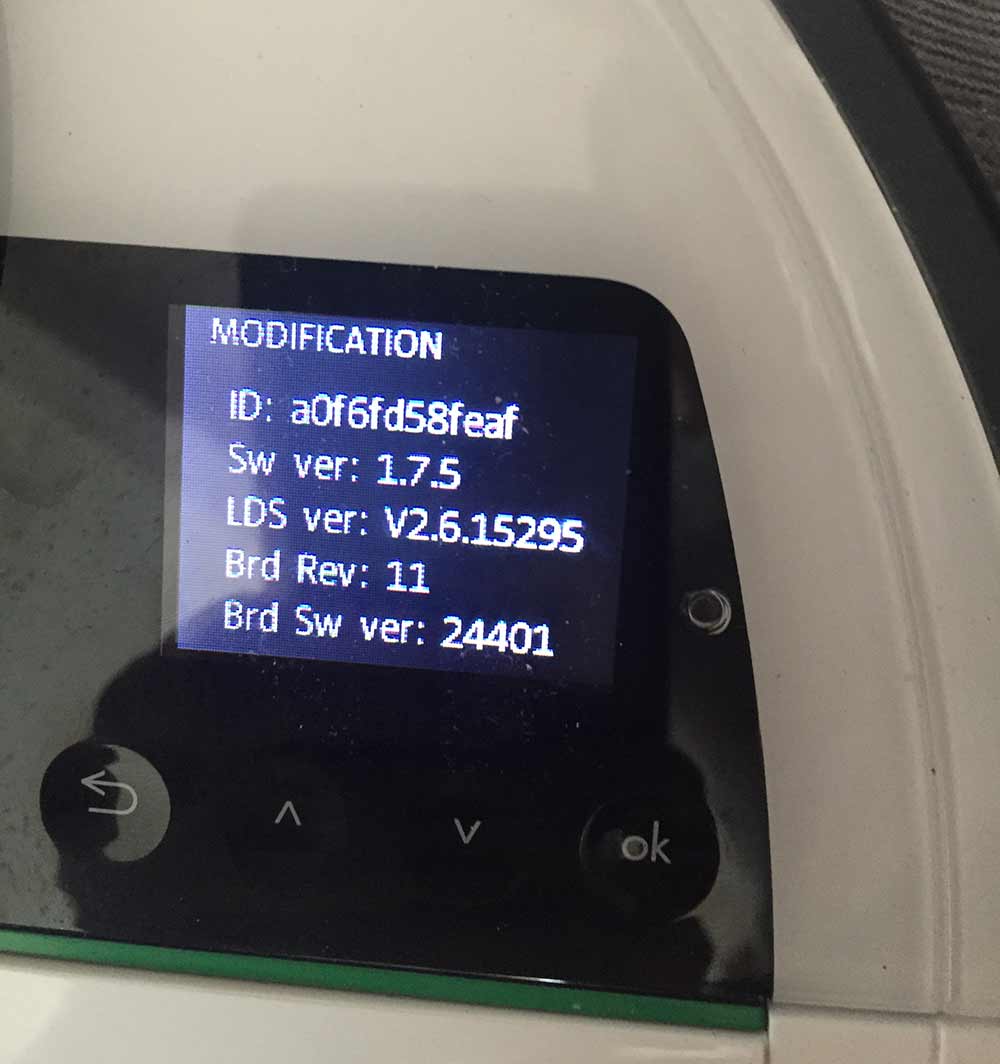 MODIFICATION
ID: a0f6fd58feaf
Sw ver: 1.7.5
LDS ver: V2.6.15295
Brd Rev: 11
Brd Sw ver: 24401
ok